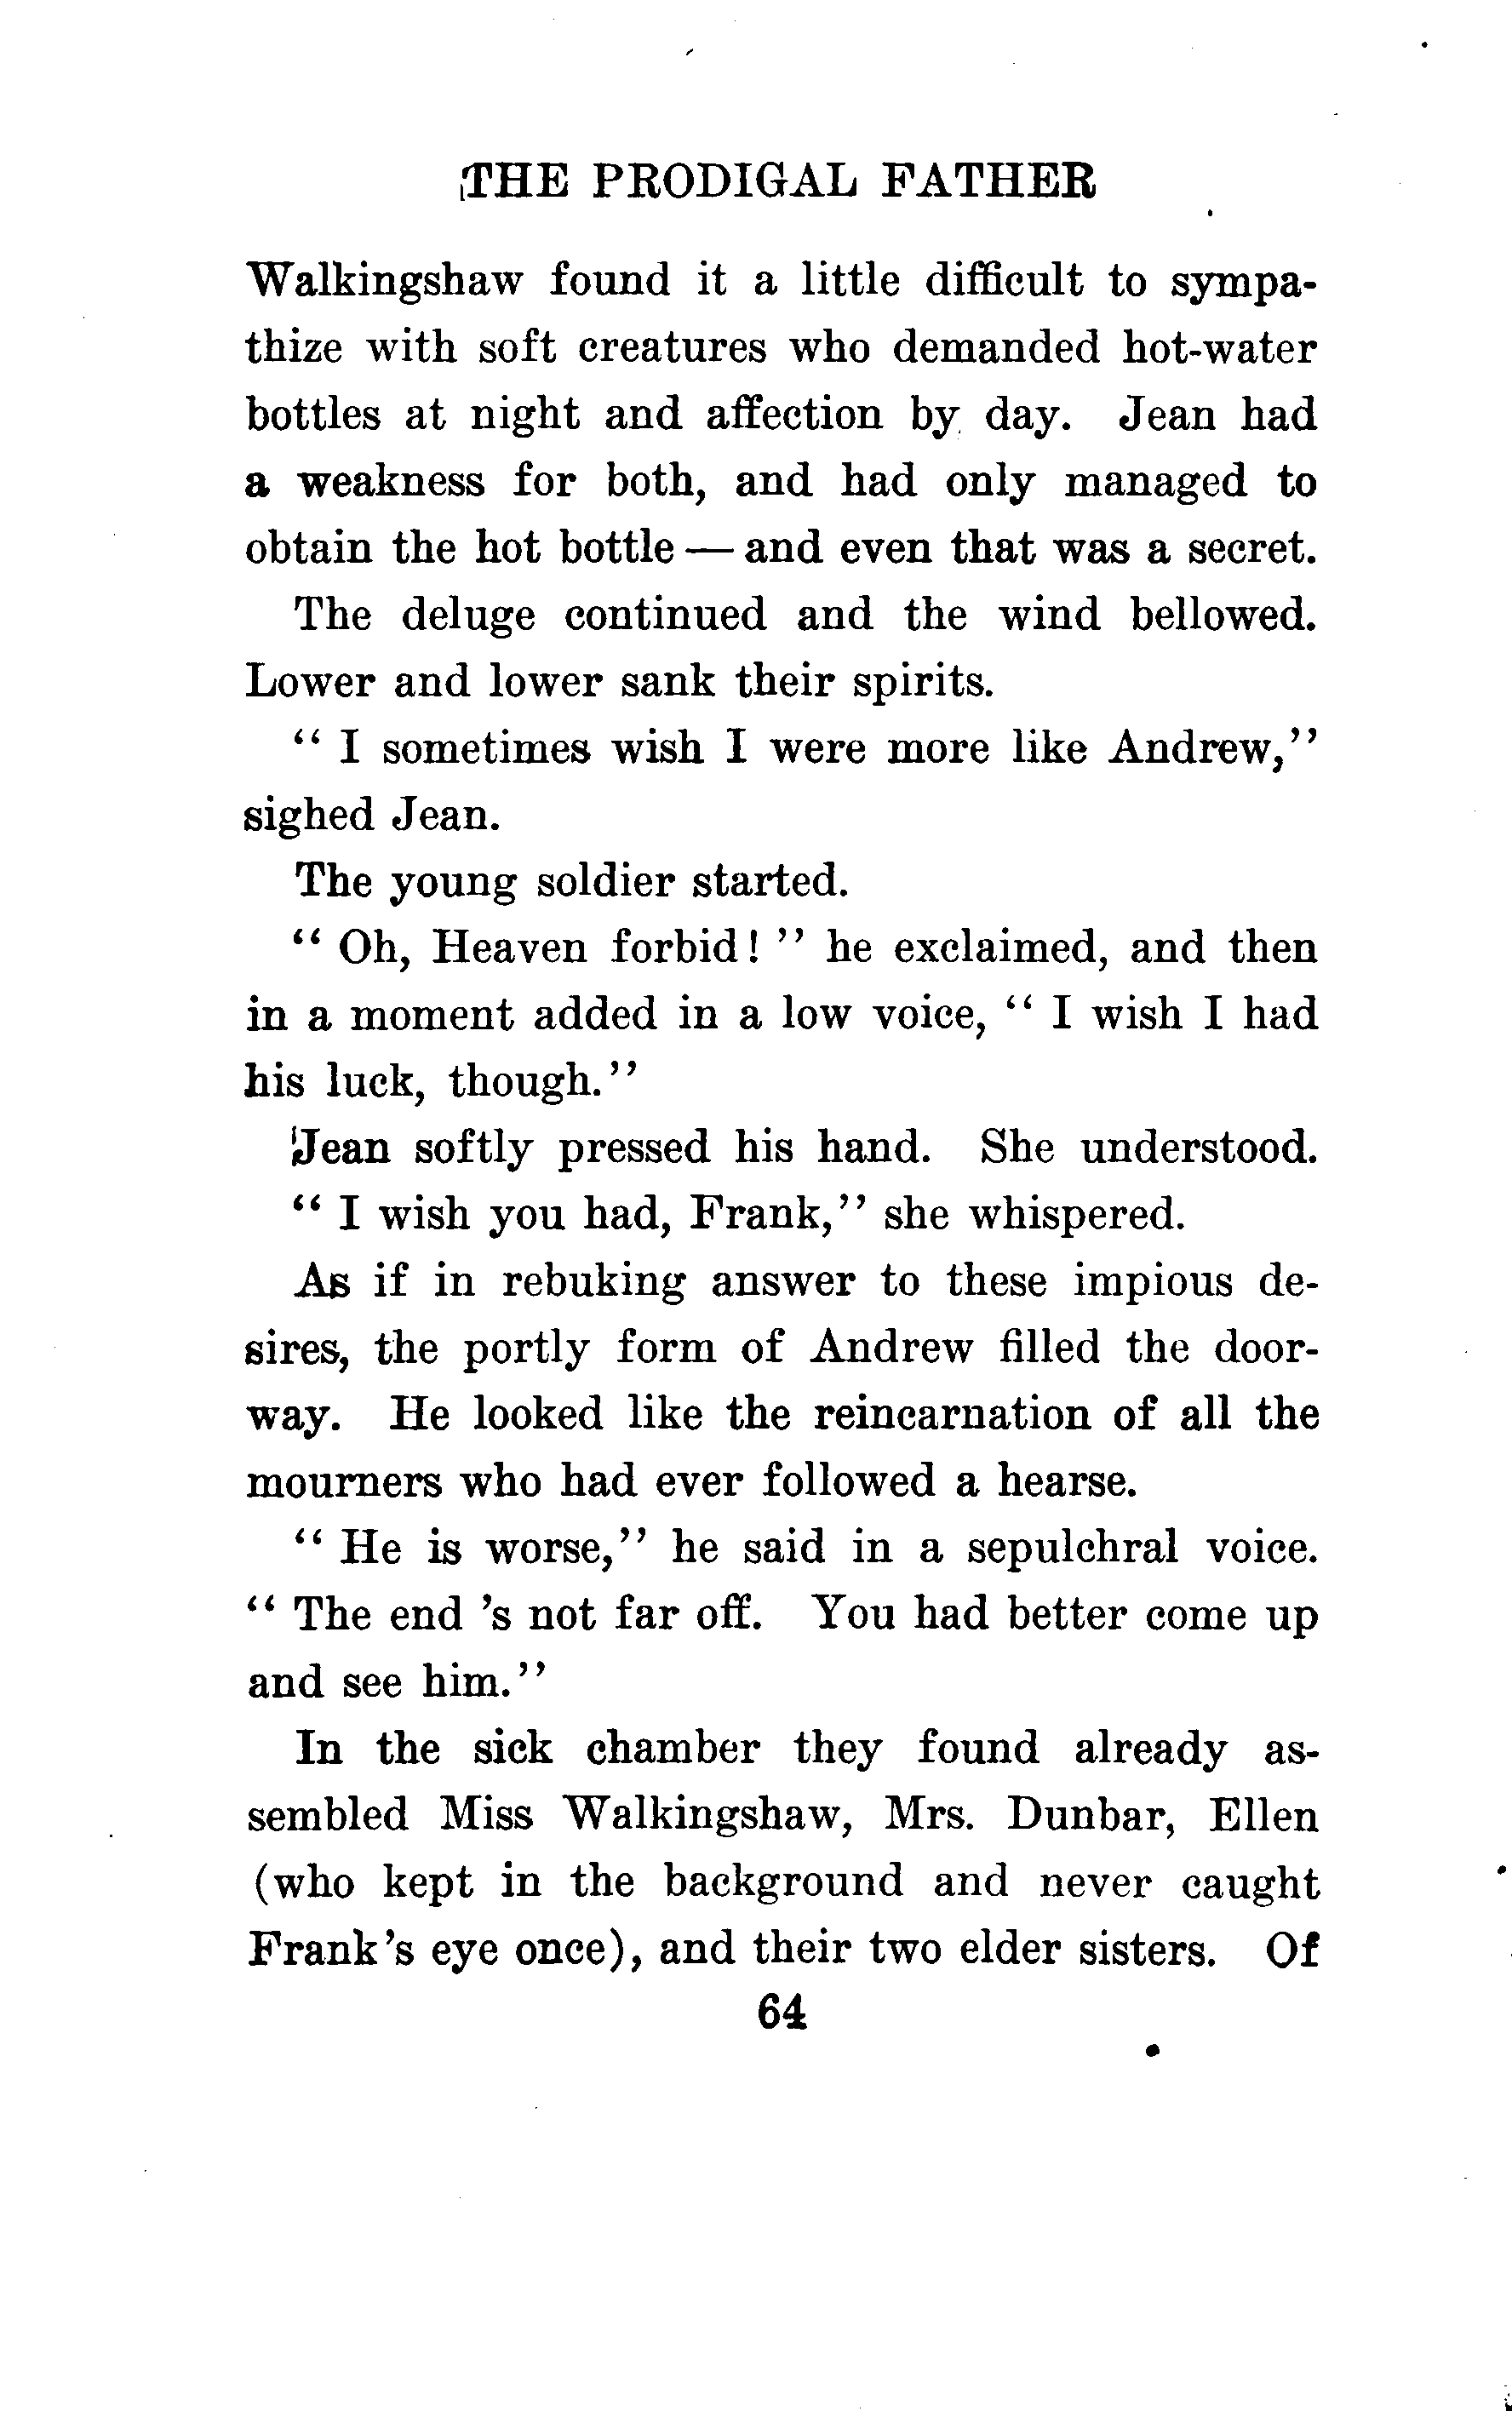 THE PRODIGAL FATHER
Walkingshaw found it a little difficult to sympa-
thize with soft creatures who demanded hot-water
bottles at night and affection by day. Jean had
a weakness for both, and had only managed to
obtain the hot bottle — and even that was a secret.
The deluge continued and the wind bellowed.
Lower and lower sank their spirits.
“ I sometimes wish I were more like Andrew,”
sighed Jean.
The young soldier started.
“ Oh, Heaven forbid! ” he exclaimed, and then
in a moment added in a low voice, “ I wish I had
his luck, though.”
Jean softly pressed his hand. She understood.
“ I wish you had, Frank,” she whispered.
As if in rebuking answer to these impious de-
sires, the portly form of Andrew filled the door-
way. He looked like the reincarnation of all the
mourners who had ever followed a hearse.
“ He is worse,” he said in a sepulchral voice.
“ The end 's not far off. You had better come up
and see him.”
In the sick chamber they found already as-
sembled Miss Walkingshaw, Mrs. Dunbar, Ellen
(who kept in the background and never caught
Frank's eye once), and their two elder sisters. Of
64